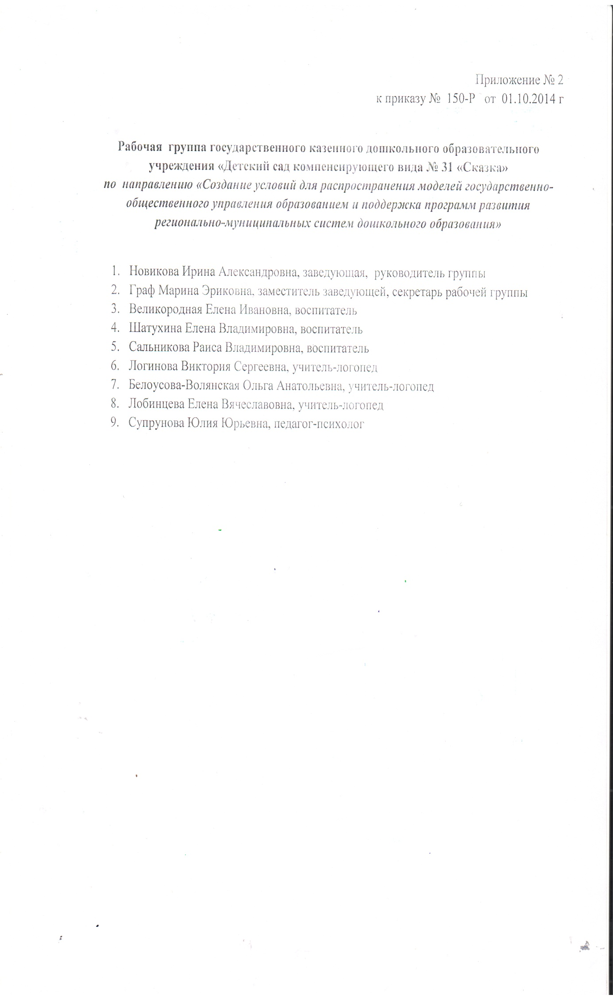 Приложение № 2
к приказу № 150-Р от 01.10.2014 г
Рабочая группа государственного казенного дошкольного образовательного
учреждения «Детский сад компенсирующего вида № 31 «Сказка»
по направлению «Создание условий для распространения моделей государственно-
общественного управления образованием и поддержка программ развития
регионально-муниципальных систем дошкольного образования»
1. Новикова Ирина Александровна, заведующая, руководитель группы
2. Граф Марина Эриковна, заместитель заведующей, секретарь рабочей группы
3. Великородная Елена Ивановна, воспитатель
4. Шатухина Елена Владимировна, воспитатель
5. Сальникова Раиса Владимировна, воспитатель
6. Логинова Виктория Сергеевна, учитель-логопед
7. Белоусова-Волянская Ольга Анатольевна, учитель-логопед
8. Лобинцева Елена Вячеславовна, учитель-логопед
9. Супрунова Юлия Юрьевна, педагог-психолог